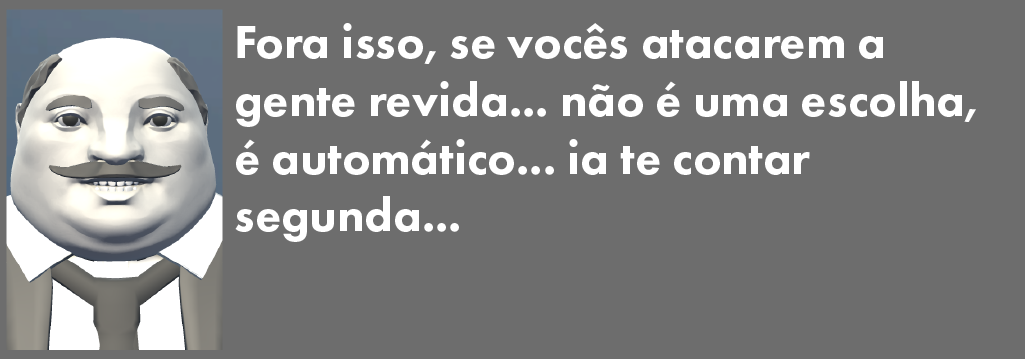 Fora isso, se vocês atacarem a
gente revida... não é uma escolha,
é automático... ia te contar
segunda...